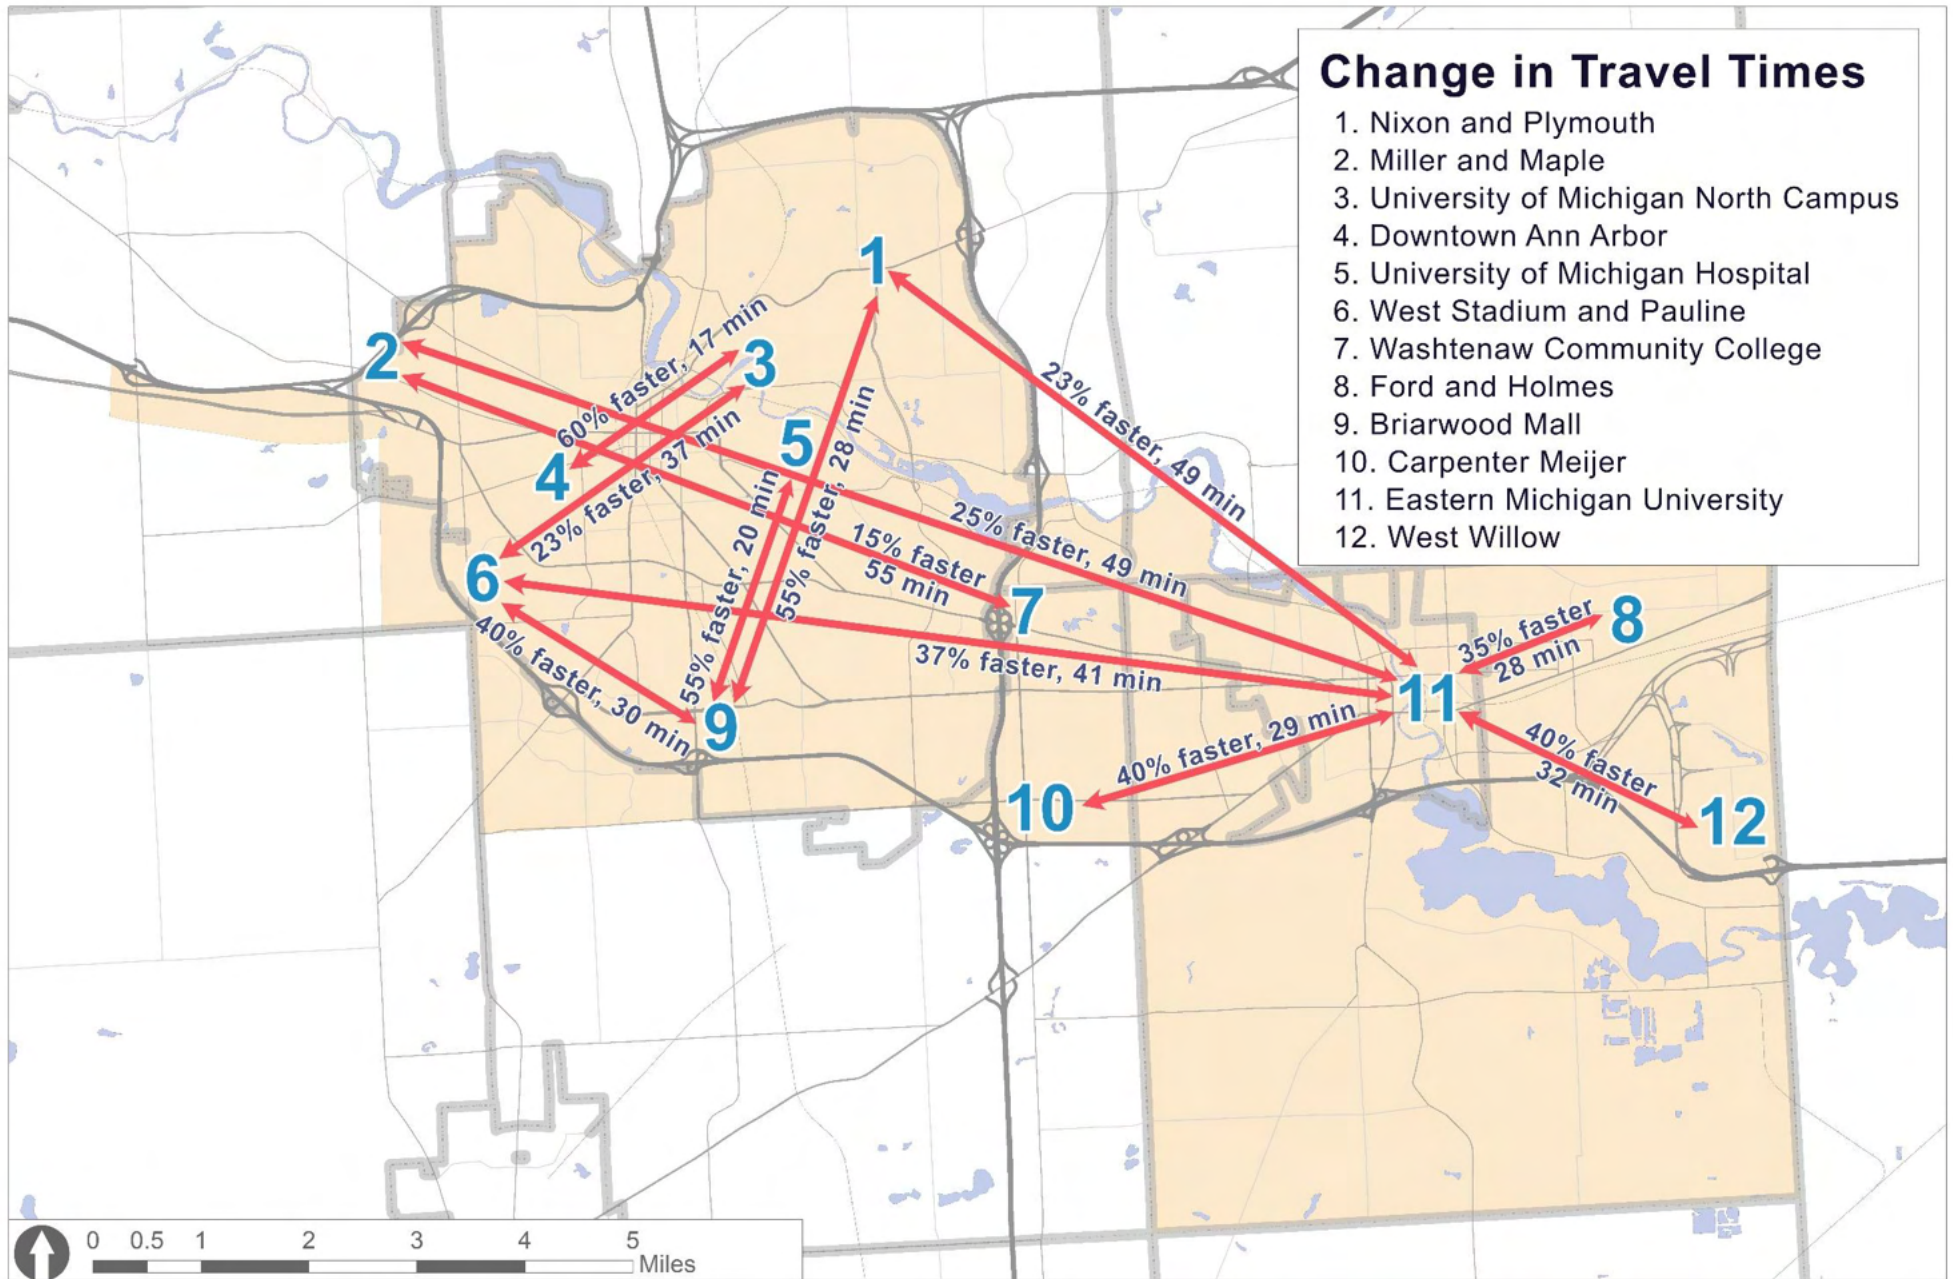 Change in Travel Times
1. Nixon and Plymouth
2. Miller and Maple
3. University of Michigan North Campus
4. Downtown Ann Arbor
5. University of Michigan Hospital
6. West Stadium and Pauline
7. Washtenaw Community College
8. Ford and Holmes
9. Briarwood Mall
10. Carpenter Meijer
11. Eastern Michigan University
12. West Willow
1
2
3
60% faster, 17 min
23% faster, 49 min
4
5
23% faster, 37 min
55% faster, 28 min
55% faster, 20 min
25% faster, 49 min
15% faster
55 min
6
7
8
37% faster, 41 min
35% faster
28 min
40% faster, 30 min
9
11
40% faster, 29 min
40% faster
32 min
10
12
0 0.5 1 2 3 4 5
Miles